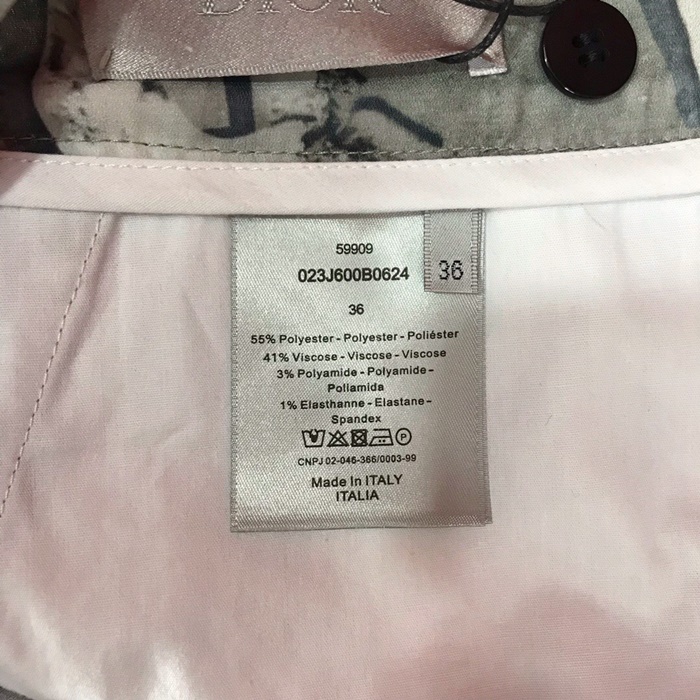 DIOR
59909
023J600B0624
36
36
55% Polyester - Polyester - Poliéster
41% Viscose - Viscose - Viscose
3% Polyamide - Polyamide -
Poliamida
1% Elasthanne - Elastane -
Spandex
P
CNPJ 02-046-366/0003-99
Made In ITALY
ITALIA